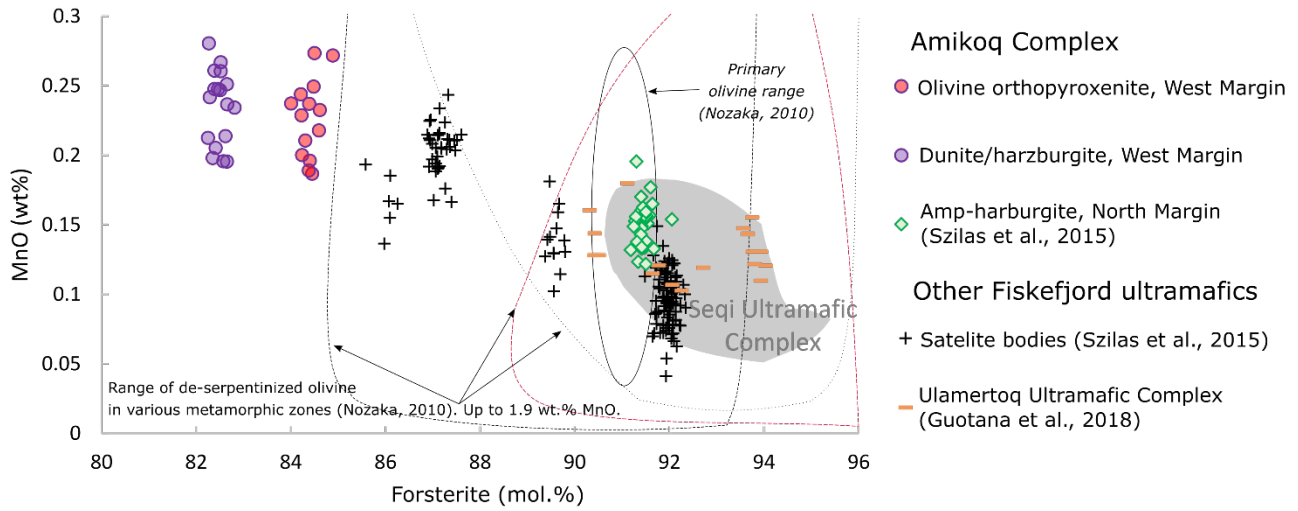 0.3
0.25
0.2
0.15
0.1
0.05
0
MnO (wt%)
80
82
84
86
88
90
92
94
96
Forsterite (mol.%)
Primary
olivine range
(Nozaka, 2010)
Seqi Ultramafic
Complex
Range of de-serpentinized olivine
in various metamorphic zones (Nozaka, 2010). Up to 1.9 wt.% MnO.
Amikoq Complex
Olivine orthopyroxenite, West Margin
Dunite/harzburgite, West Margin
Amp-harburgite, North Margin
(Szilas et al., 2015)
Other Fiskefjord ultramafics
Satelite bodies (Szilas et al., 2015)
Ulamertoq Ultramafic Complex
(Guotana et al., 2018)